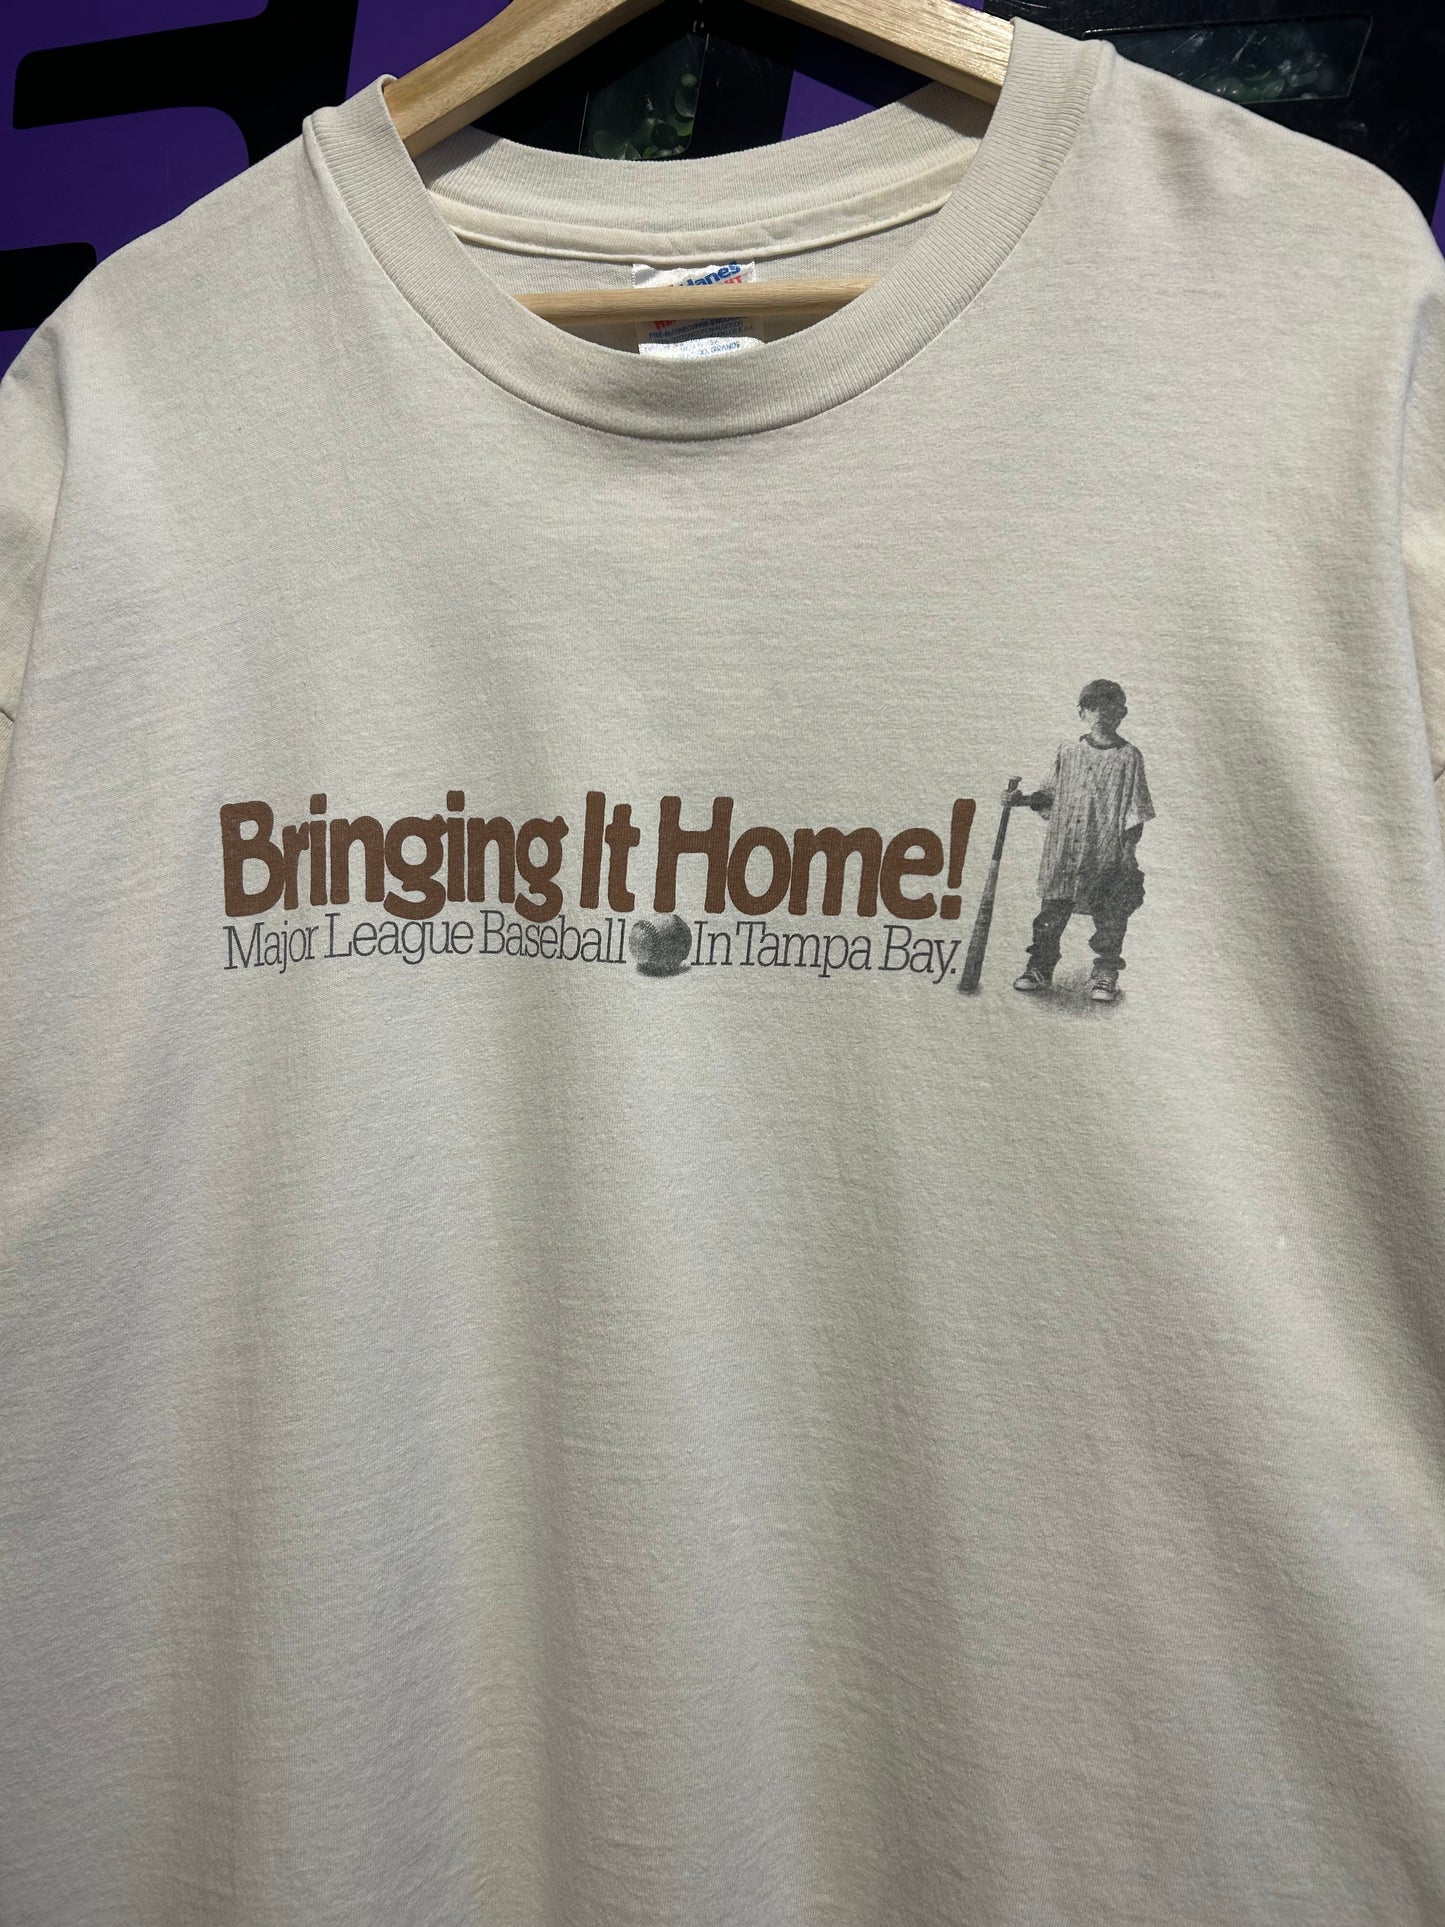 Hanes
Bringing It Home!
Major League Baseball In Tampa Bay.